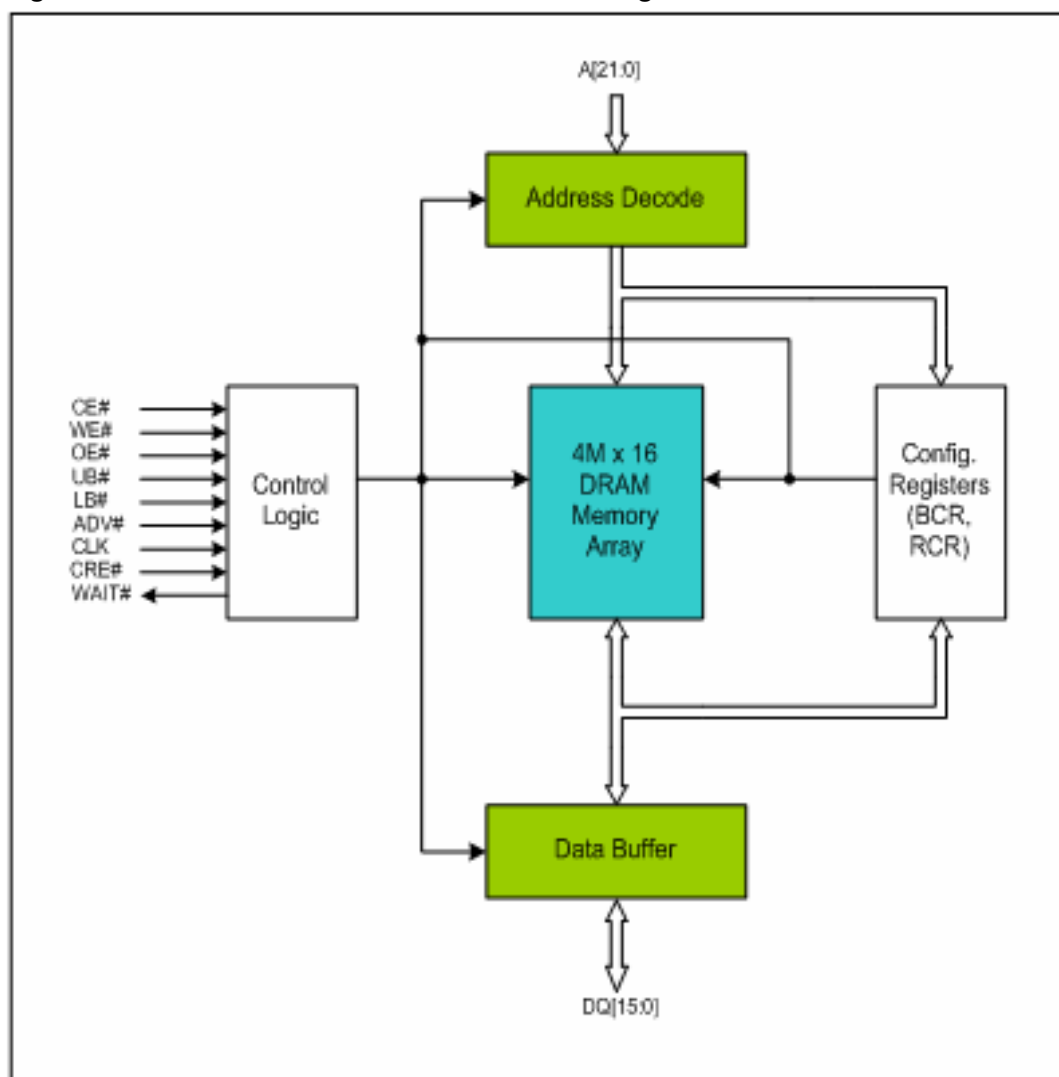 A[21:0]
Address Decode
CE#
WE#
OE#
UB#
LB#
ADV#
CLK
CRE#
WAIT#
Control
Logic
4M x 16
DRAM
Memory
Array
Config.
Registers
(BCR,
RCR)
Data Buffer
DQ[15:0]